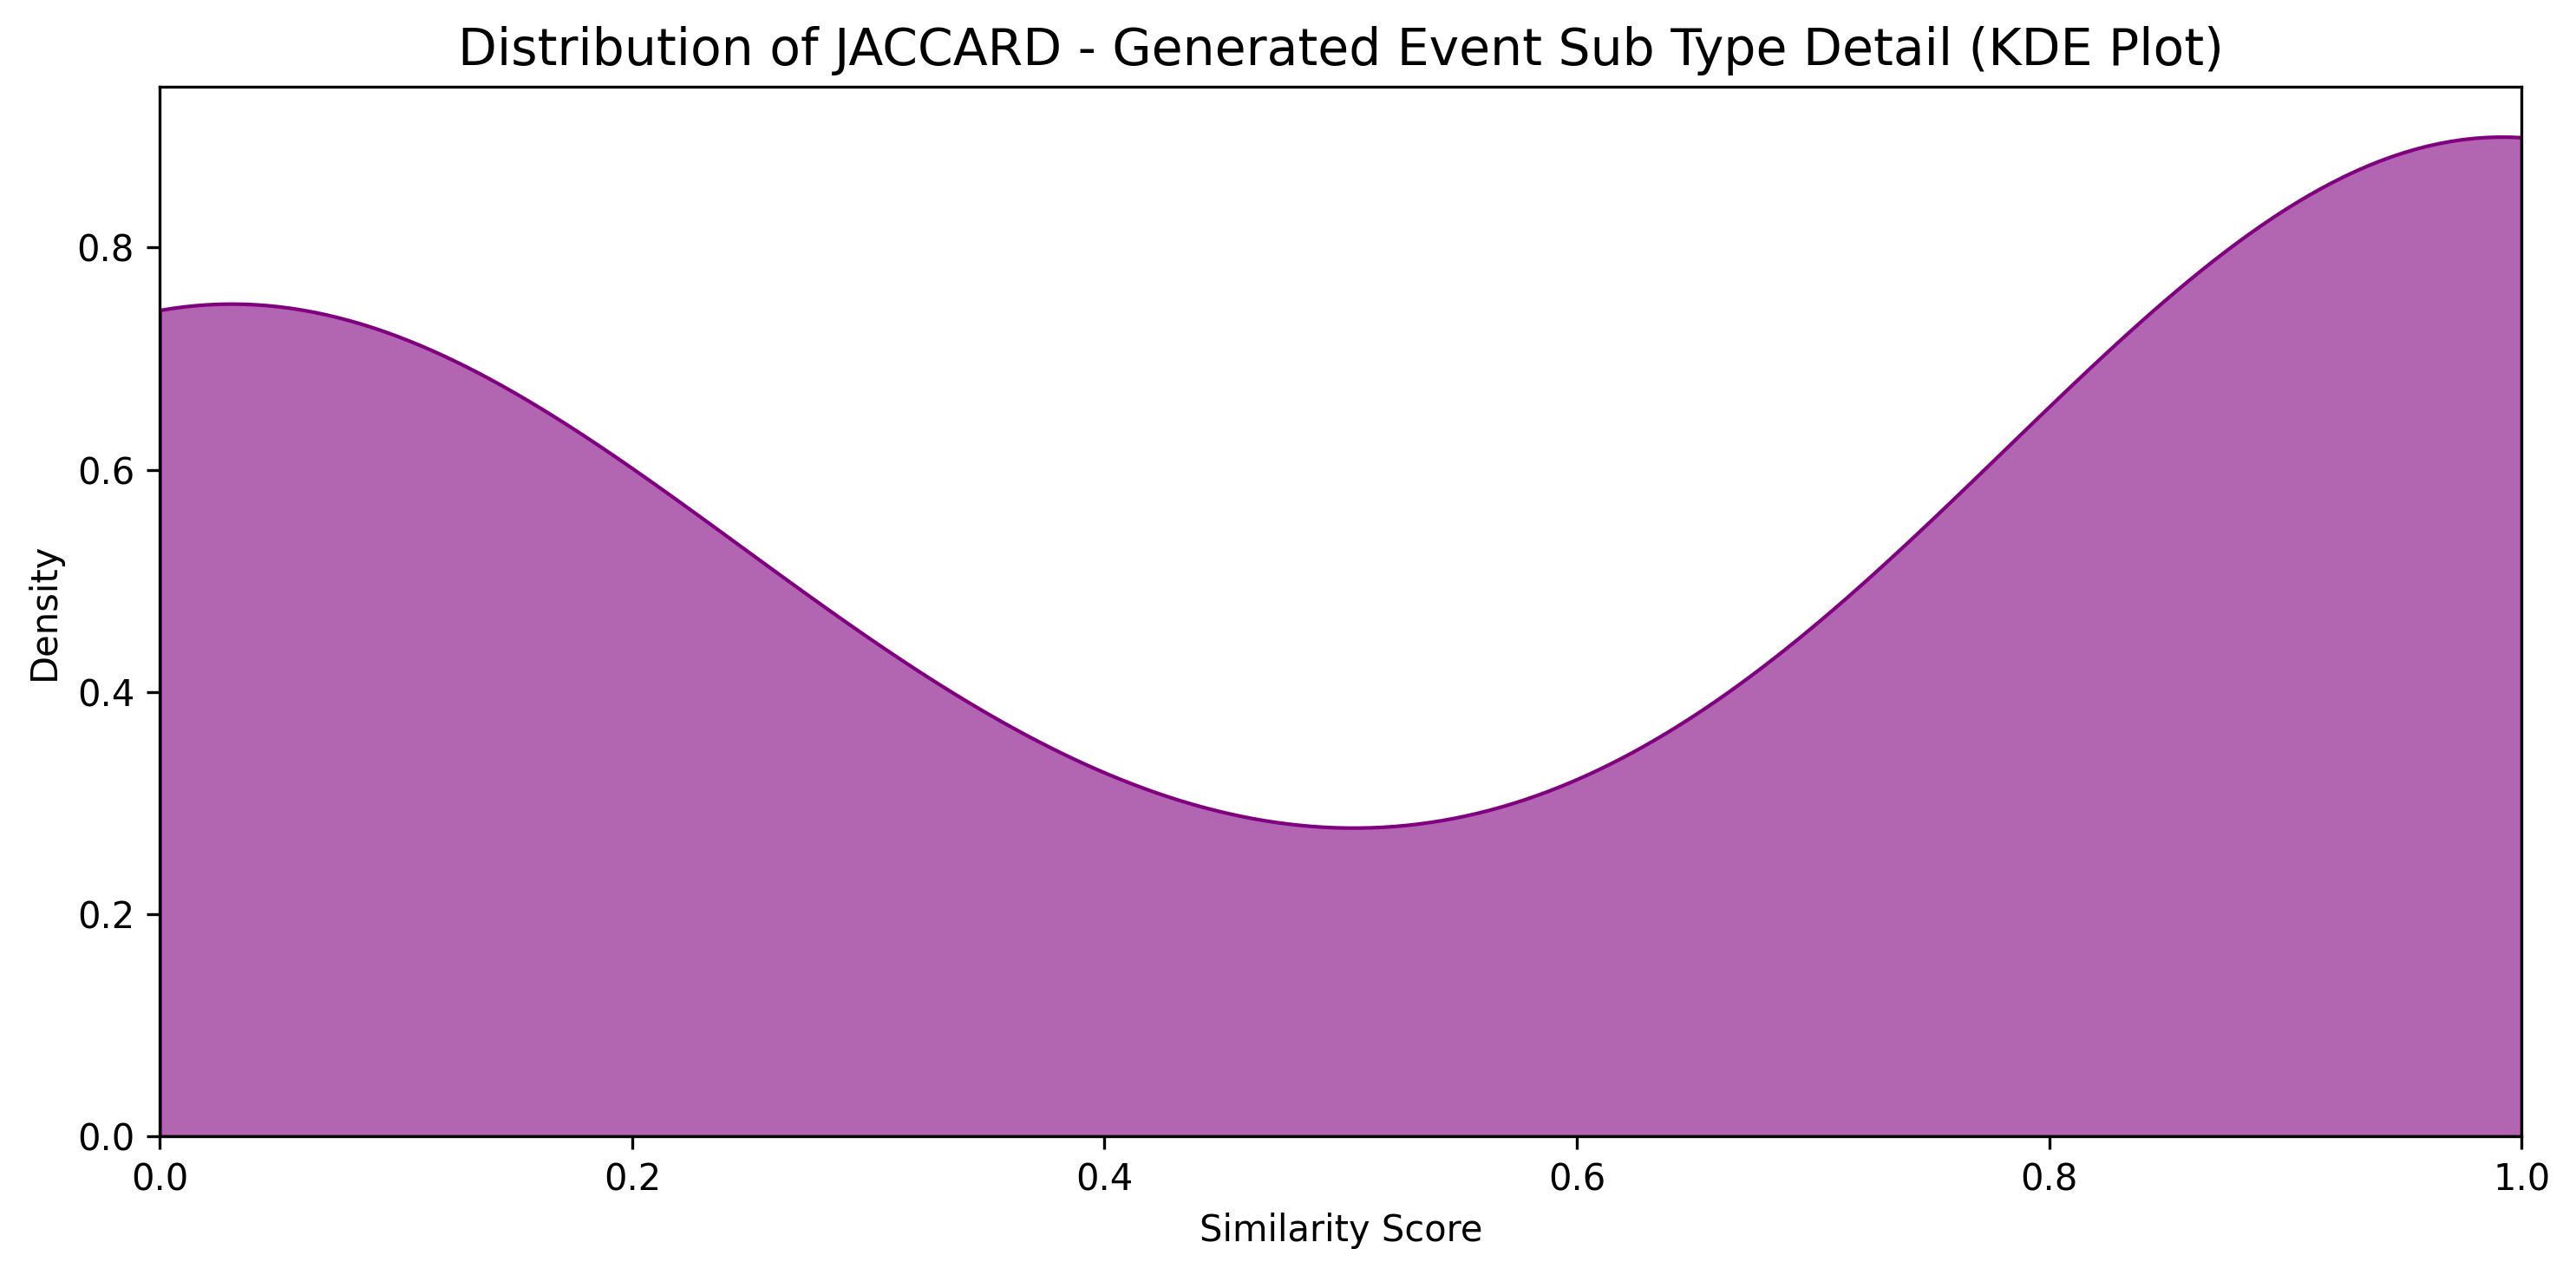 Distribution of JACCARD - Generated Event Sub Type Detail (KDE Plot)
Density
0.8
0.6
0.4
0.2
0.0
0.0 0.2 0.4 0.6 0.8 1.0
Similarity Score